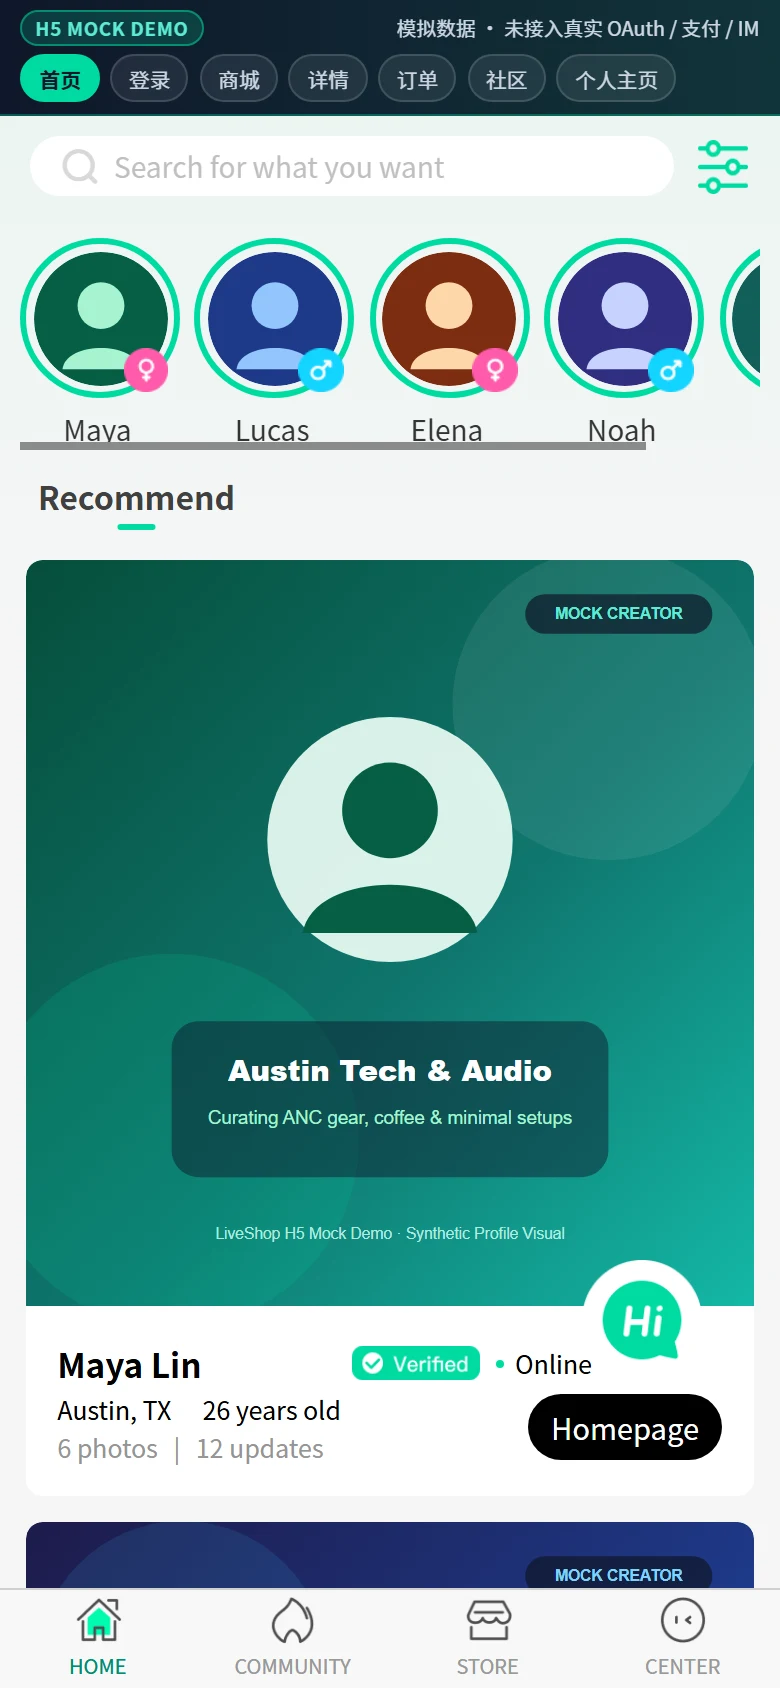 H5 MOCK DEMO
模拟数据 · 未接入真实 OAuth / 支付 / IM
首页 登录 商城 详情 订单 社区 个人主页
Search for what you want
Maya Lucas Elena Noah
Recommend
MOCK CREATOR
Austin Tech & Audio
Curating ANC gear, coffee & minimal setups
LiveShop H5 Mock Demo · Synthetic Profile Visual
Hi
Maya Lin Verified Online
Austin, TX 26 years old
6 photos | 12 updates
Homepage
MOCK CREATOR
HOME COMMUNITY STORE CENTER